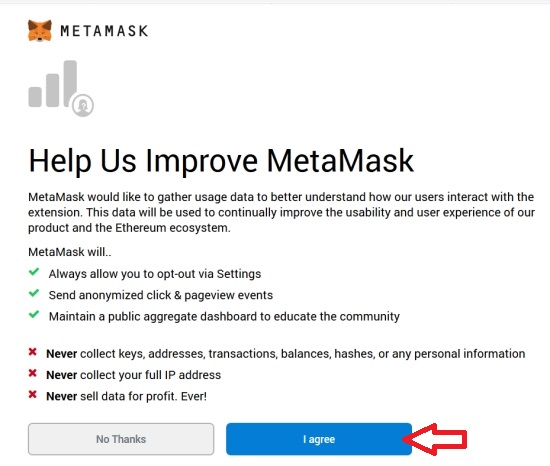 METAMASK
Help Us Improve MetaMask
MetaMask would like to gather usage data to better understand how our users interact with the
extension. This data will be used to continually improve the usability and user experience of our
product and the Ethereum ecosystem.
MetaMask will..
Always allow you to opt-out via Settings
Send anonymized click & pageview events
Maintain a public aggregate dashboard to educate the community
Never collect keys, addresses, transactions, balances, hashes, or any personal information
Never collect your full IP address
Never sell data for profit. Ever!
No Thanks
I agree